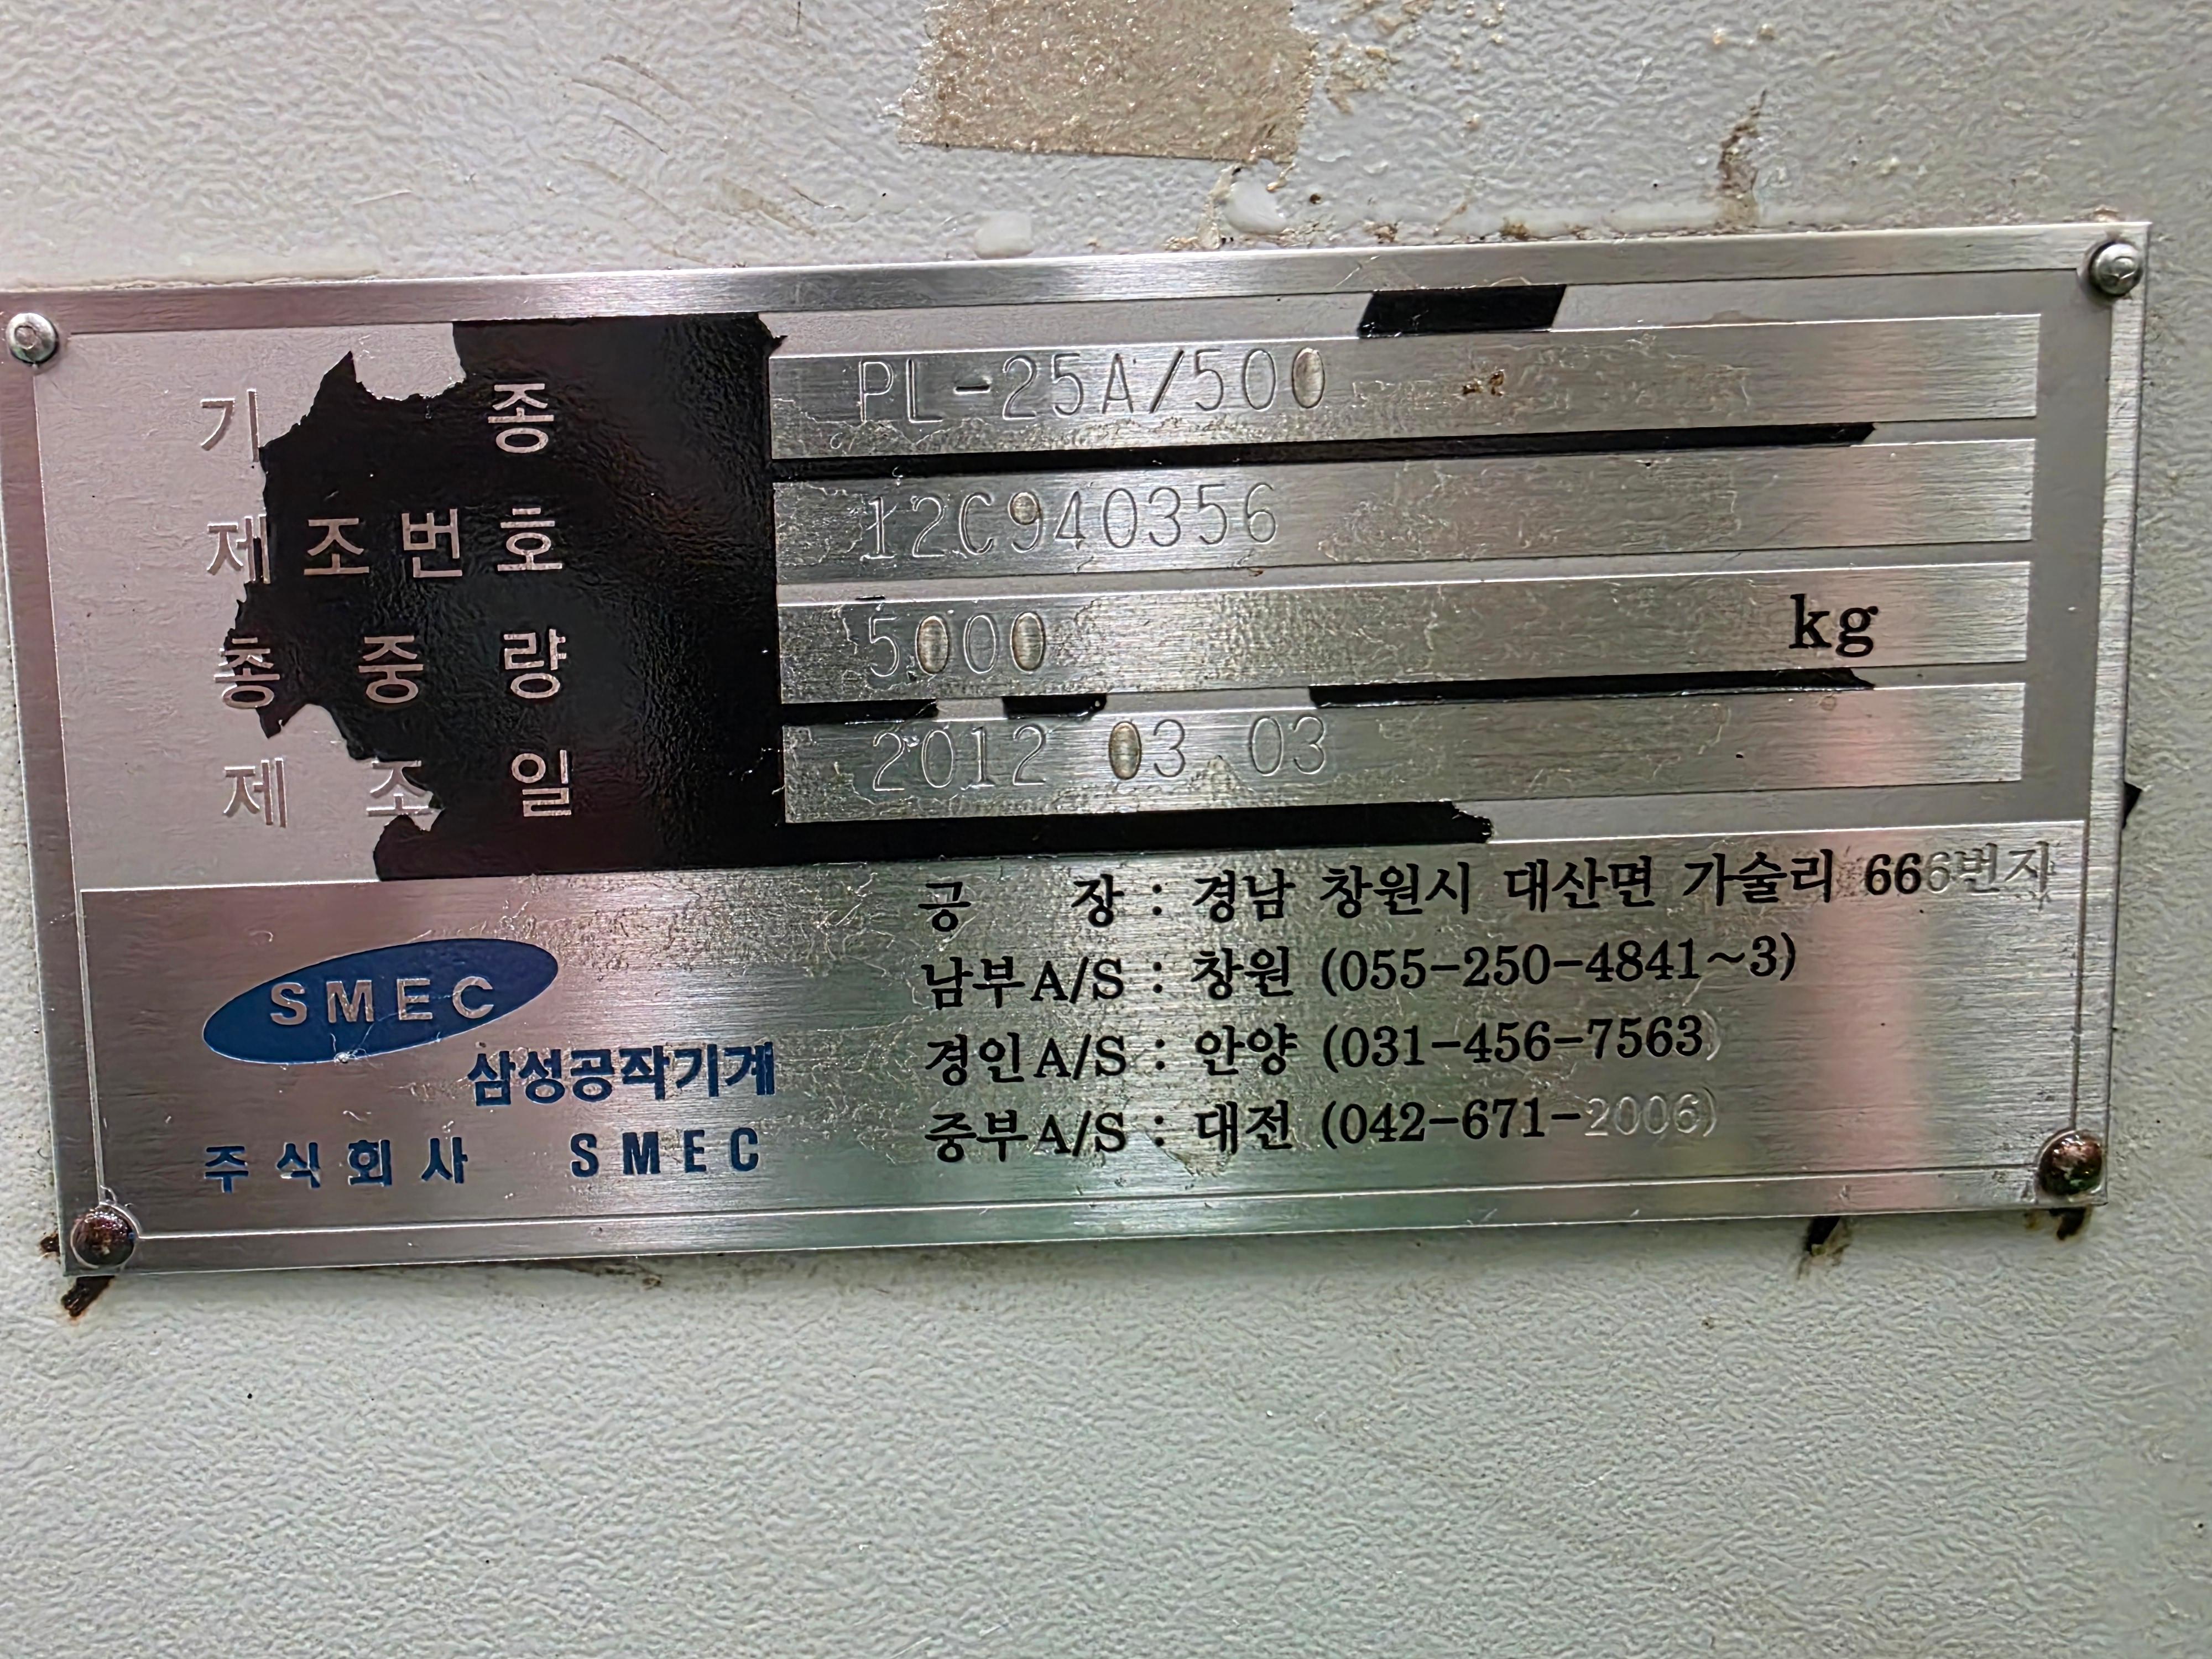 기 종 PL-25A/500
제조번호 12C940356
총 중 량 5000 kg
제 조 일 2012 03. 03
SMEC
삼성공작기계
주식회사 SMEC
공 장 : 경남 창원시 대산면 가술리 666번지
남부A/S : 창원 (055-250-4841~3)
경인A/S : 안양 (031-456-7563)
중부A/S : 대전 (042-671-2006)